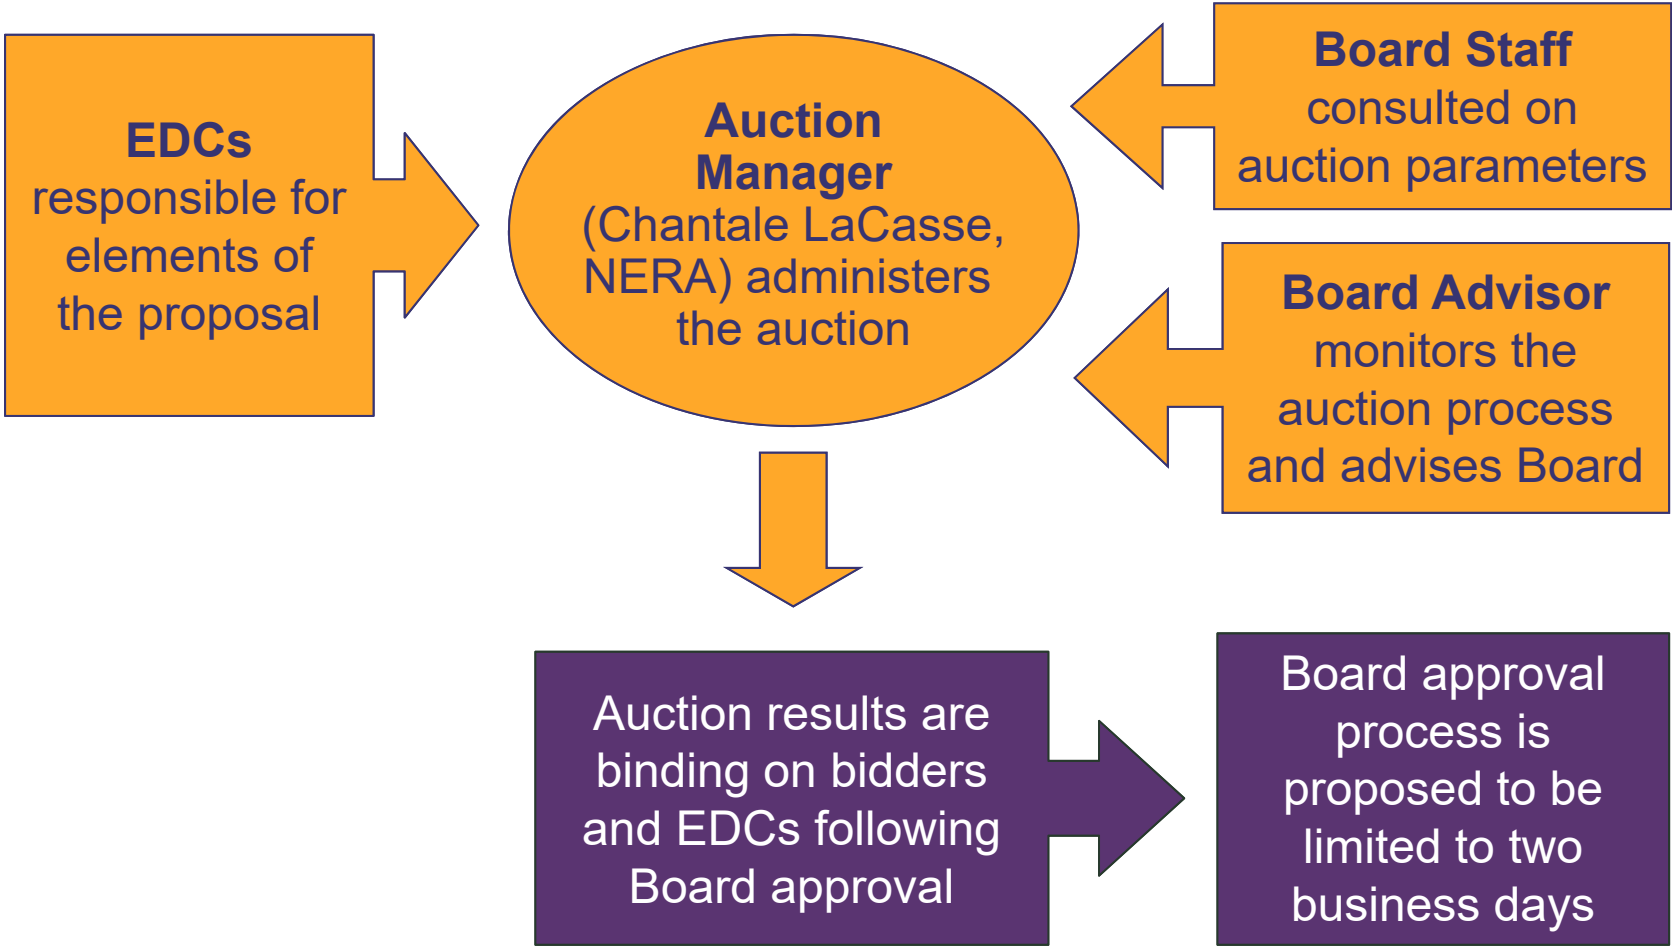 EDCs
responsible for
elements of
the proposal
Auction
Manager
(Chantale LaCasse,
NERA) administers
the auction
Board Staff
consulted on
auction parameters
Board Advisor
monitors the
auction process
and advises Board
Auction results are
binding on bidders
and EDCs following
Board approval
Board approval
process is
proposed to be
limited to two
business days